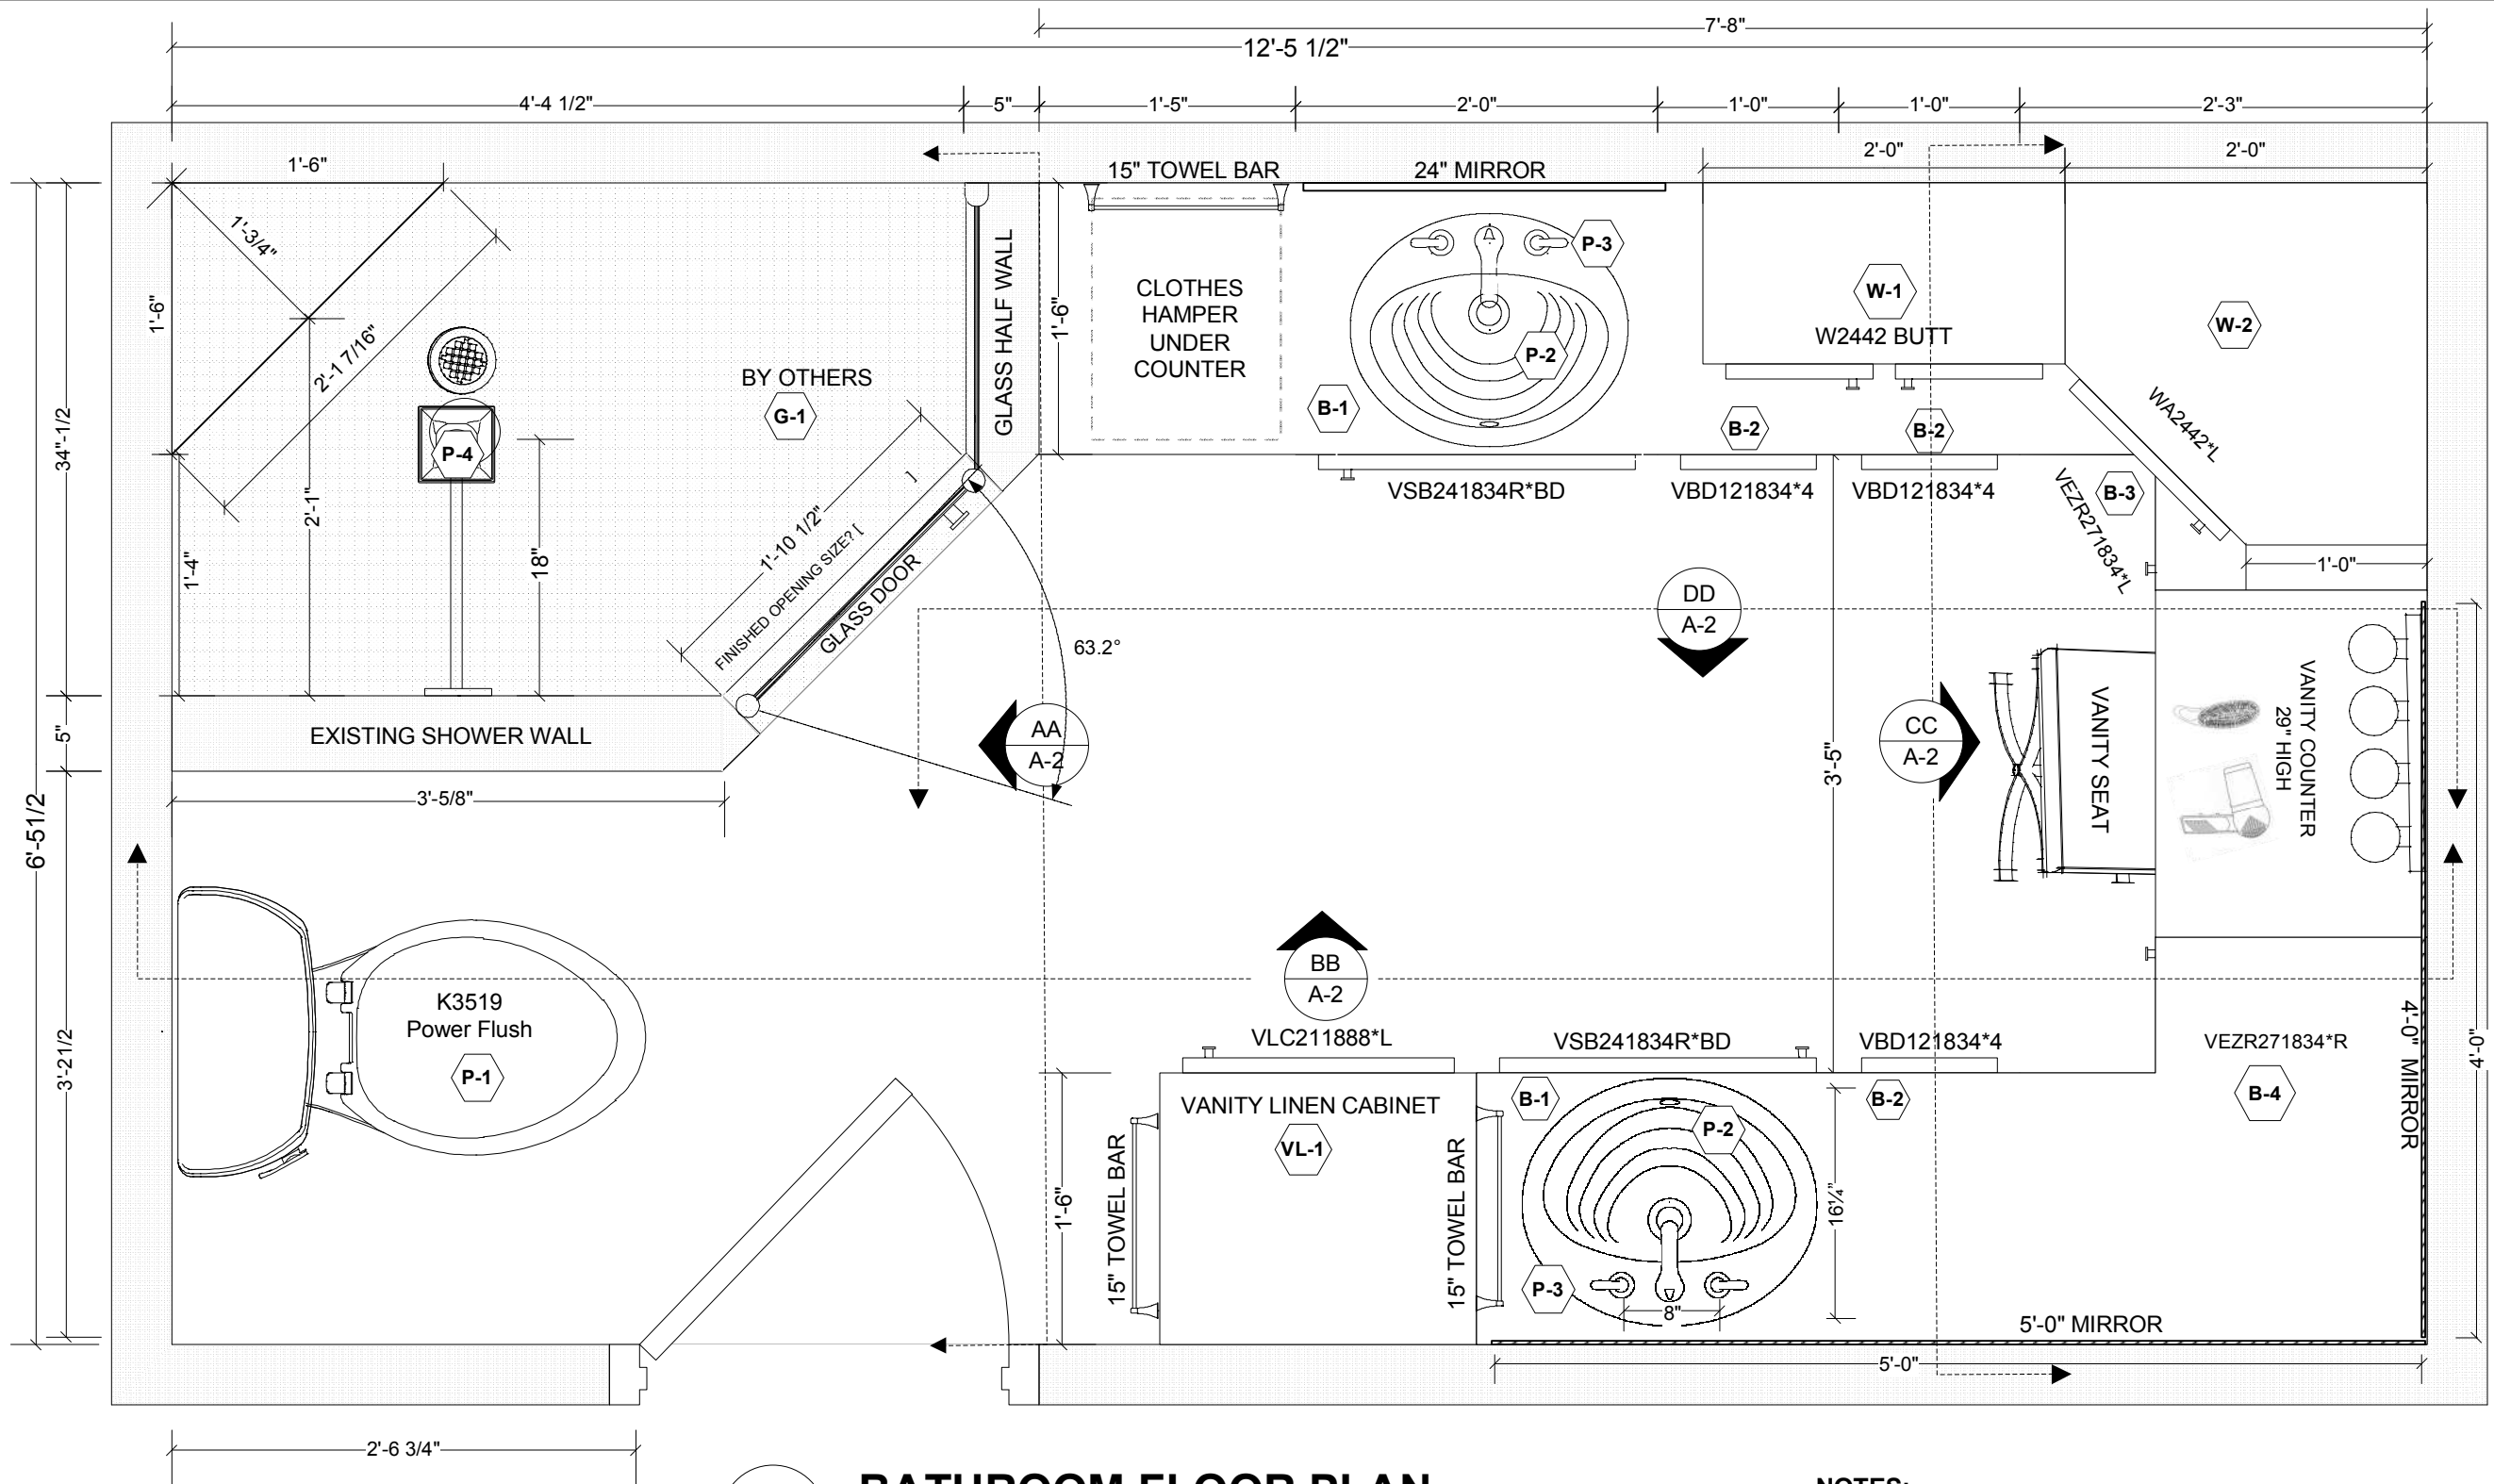 7'-8"
12'-5 1/2"
4'-4 1/2"
5"
1'-5"
2'-0"
1'-0"
1'-0"
2'-3"
1'-6"
15" TOWEL BAR
24" MIRROR
2'-0"
2'-0"
1'-3/4"
1'-6"
2'-1 7/16"
34"-1/2
P-4
2'-1"
18"
1'-4"
BY OTHERS
G-1
GLASS HALF WALL
1'-6"
CLOTHES
HAMPER
UNDER
COUNTER
P-3
P-2
B-1
W-1
W2442 BUTT
W-2
B-2
B-2
WA2442*L
VSB241834R*BD
VBD121834*4
VBD121834*4
B-3
VEZR271834*L
1'-0"
1'-10 1/2"
FINISHED OPENING SIZE? [ ]
GLASS DOOR
63.2°
DD
A-2
5"
EXISTING SHOWER WALL
AA
A-2
CC
A-2
VANITY SEAT
VANITY COUNTER
29" HIGH
3'-5"
3'-5/8"
6'-51/2
BB
A-2
K3519
Power Flush
P-1
3'-21/2
VLC211888*L
VSB241834R*BD
VBD121834*4
VEZR271834*R
4'-0" MIRROR
4'-0"
VANITY LINEN CABINET
VL-1
B-1
P-2
B-2
B-4
1'-6"
15" TOWEL BAR
15" TOWEL BAR
16¼"
P-3
8"
5'-0" MIRROR
5'-0"
2'-6 3/4"
BATHROOM FLOOR PLAN
NOTES: